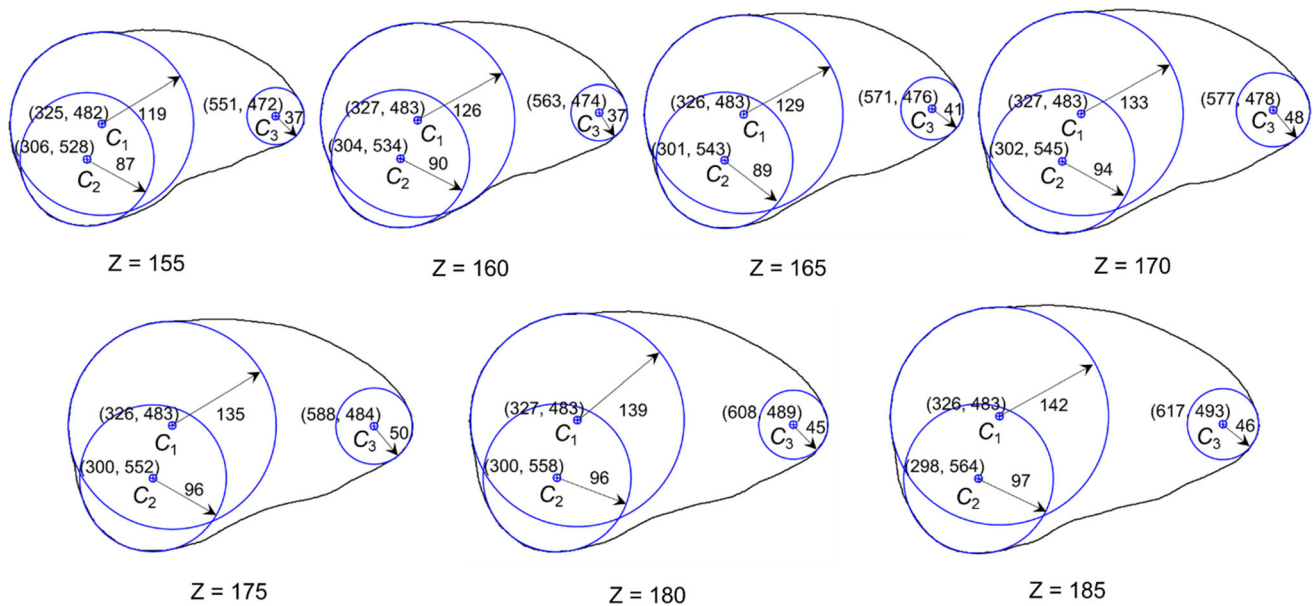 (325, 482)
119
C1
(551, 472)
37
C3
(306, 528)
87
C2
Z = 155
(327, 483)
126
C1
(563, 474)
37
C3
(304, 534)
90
C2
Z = 160
(326, 483)
129
C1
(571, 476)
41
C3
(301, 543)
89
C2
Z = 165
(327, 483)
133
C1
(577, 478)
48
C3
(302, 545)
94
C2
Z = 170
(326, 483)
135
C1
(588, 484)
50
C3
(300, 552)
96
C2
Z = 175
(327, 483)
139
C1
(608, 489)
45
C3
(300, 558)
96
C2
Z = 180
(326, 483)
142
C1
(617, 493)
46
C3
(298, 564)
97
C2
Z = 185